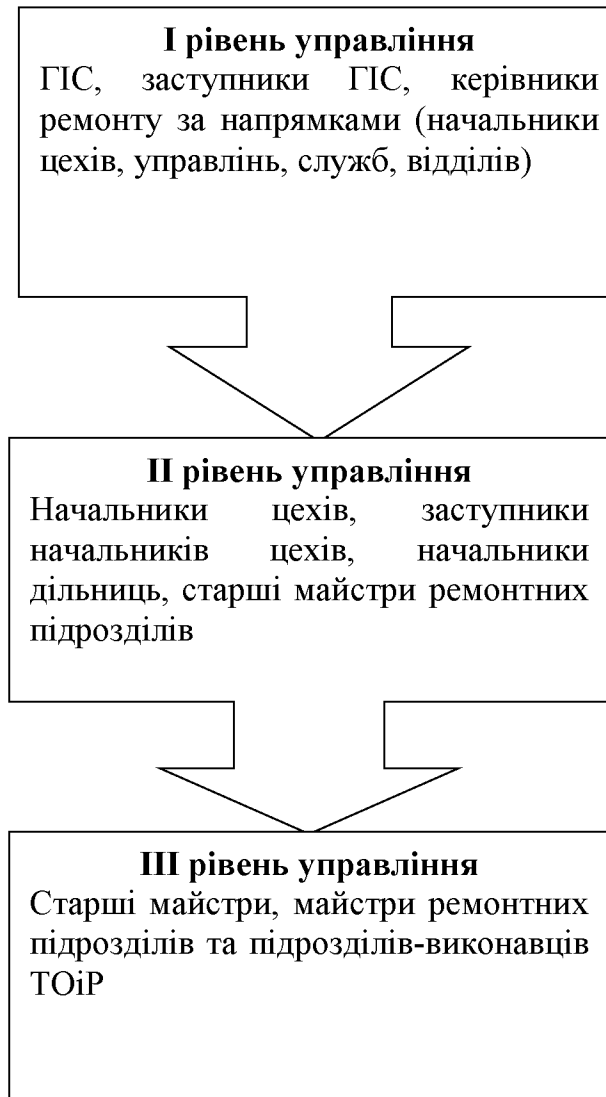 І рівень управління
ГІС, заступники ГІС, керівники
ремонту за напрямками (начальники
цехів, управлінь, служб, відділів)
ІІ рівень управління
Начальники цехів, заступники
начальників цехів, начальники
дільниць, старші майстри ремонтних
підрозділів
ІІІ рівень управління
Старші майстри, майстри ремонтних
підрозділів та підрозділів-виконавців
ТОіР